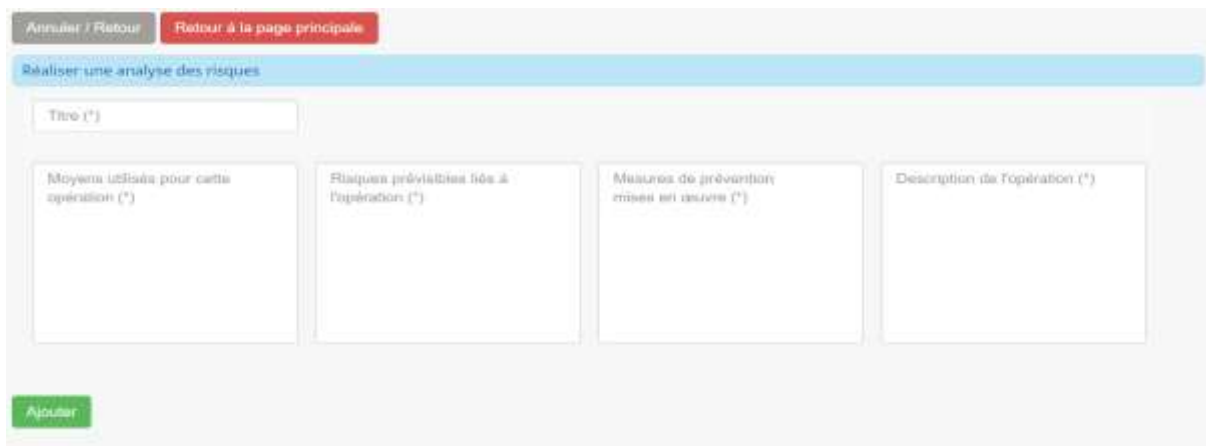 Annuler / Retour
Retour à la page principale
Réaliser une analyse des risques
Titre (*)
Moyens utilisés pour cette
opération (*)
Risques prévisibles liés à
l'opération (*)
Mesures de prévention
mises en œuvre (*)
Description de l'opération (*)
Ajouter